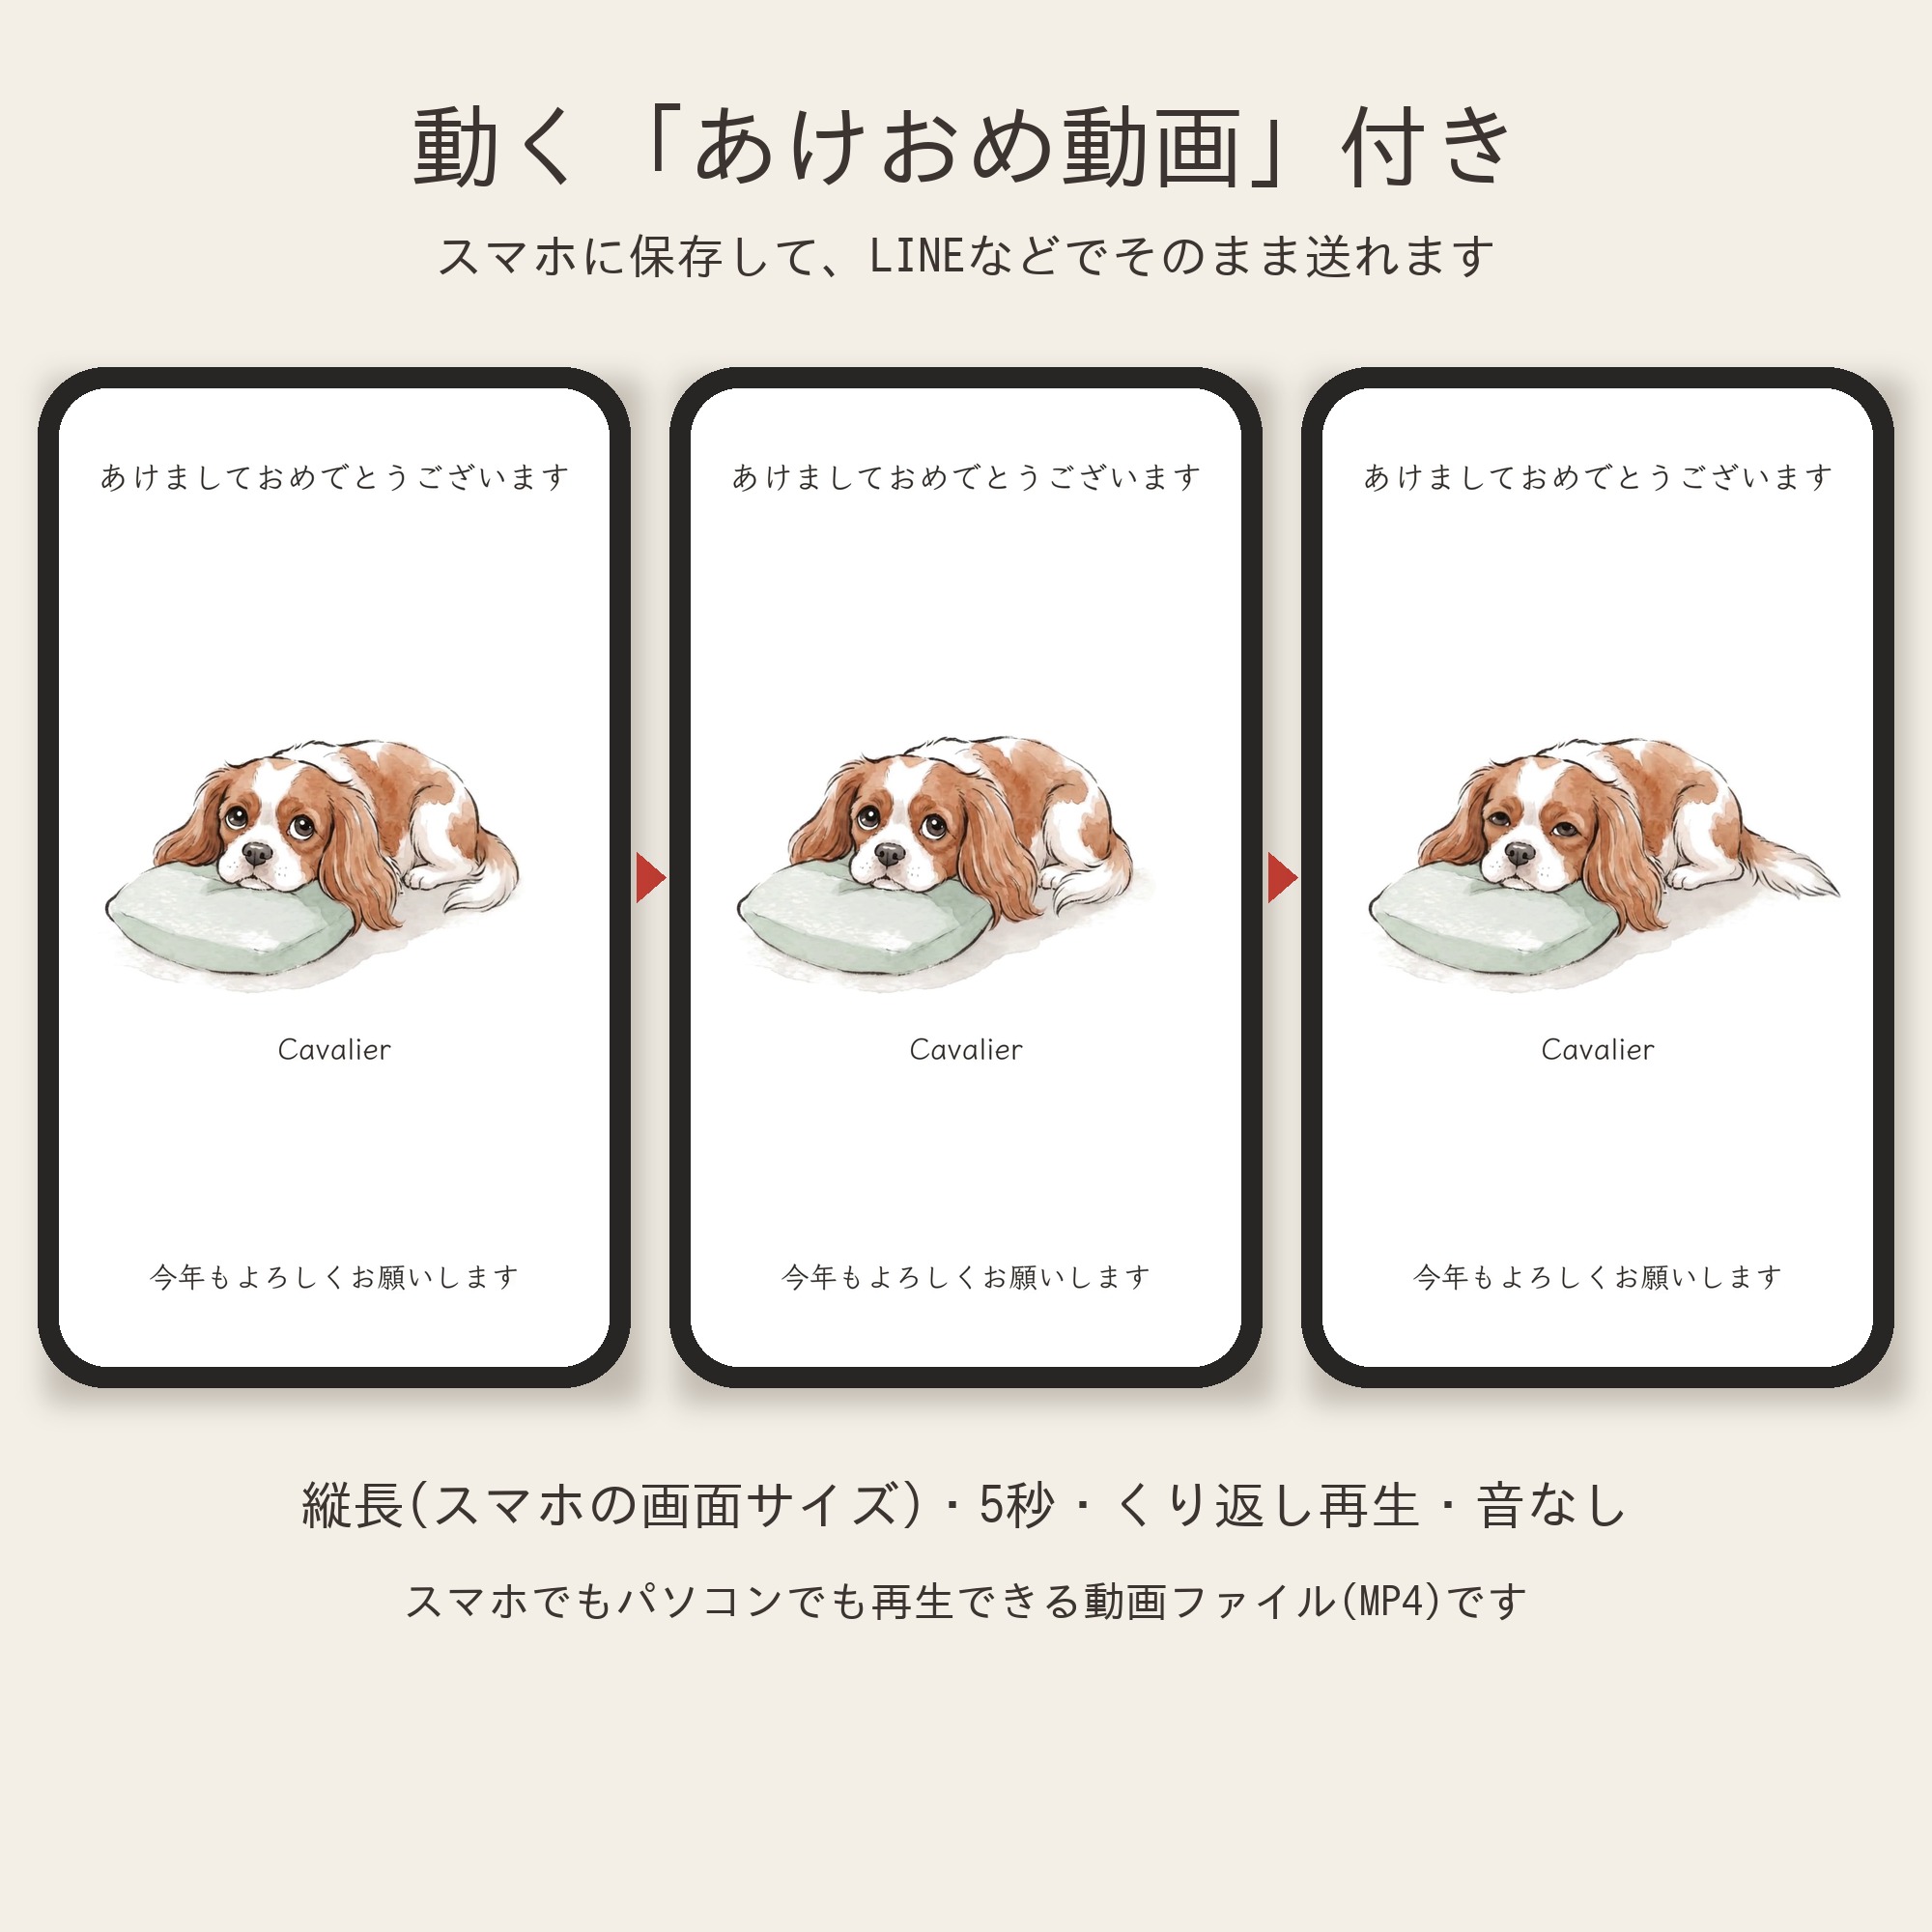 動く「あけおめ動画」付き
スマホに保存して、LINEなどでそのまま送れます
あけましておめでとうございます
Cavalier
今年もよろしくお願いします
あけましておめでとうございます
Cavalier
今年もよろしくお願いします
あけましておめでとうございます
Cavalier
今年もよろしくお願いします
縦長(スマホの画面サイズ)・5秒・くり返し再生・音なし
スマホでもパソコンでも再生できる動画ファイル(MP4)です